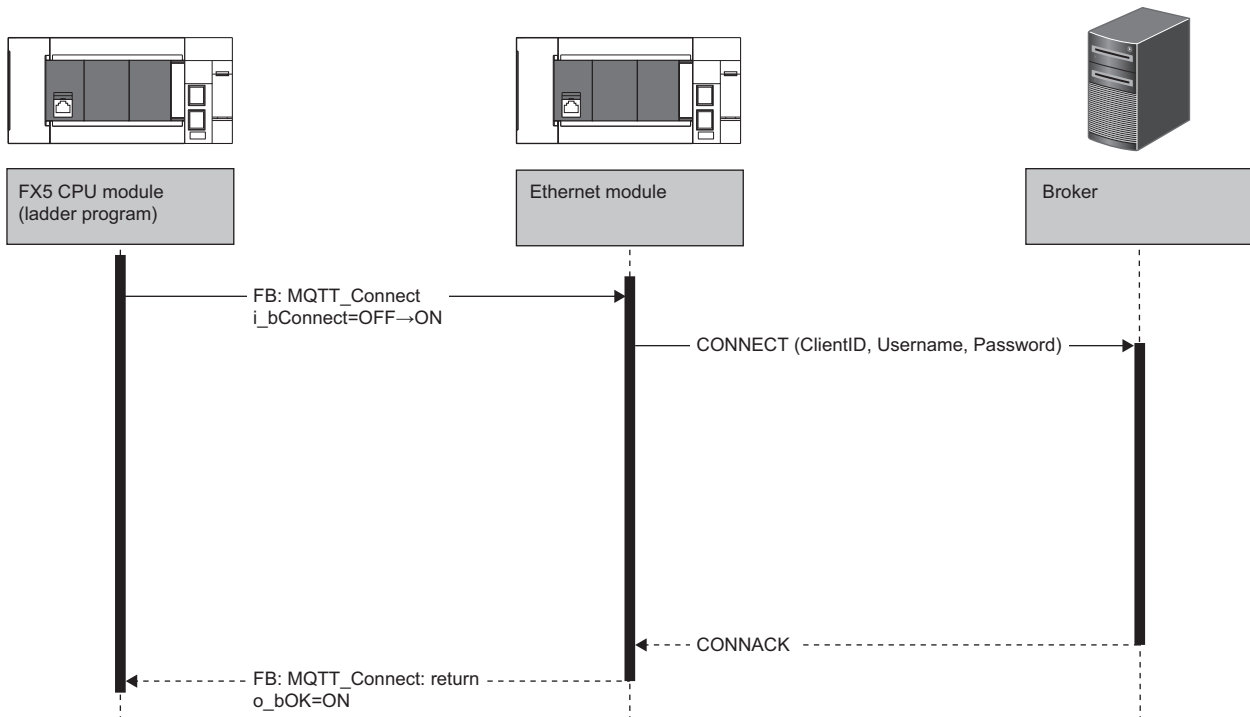 FX5 CPU module
(ladder program)
Ethernet module
Broker
FB: MQTT_Connect
i_bConnect=OFF→ON
CONNECT (ClientID, Username, Password)
CONNACK
FB: MQTT_Connect: return
o_bOK=ON